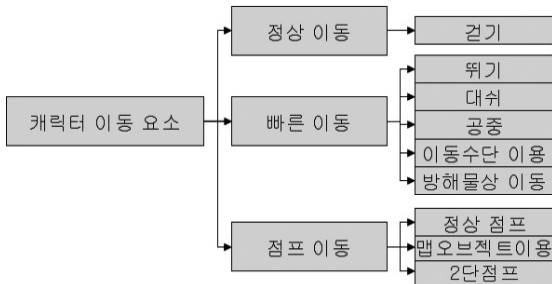 캐릭터 이동 요소
정상 이동
걷기
빠른 이동
뛰기
대쉬
공중
이동수단 이용
방해물상 이동
점프 이동
정상 점프
맵오브젝트이용
2단점프